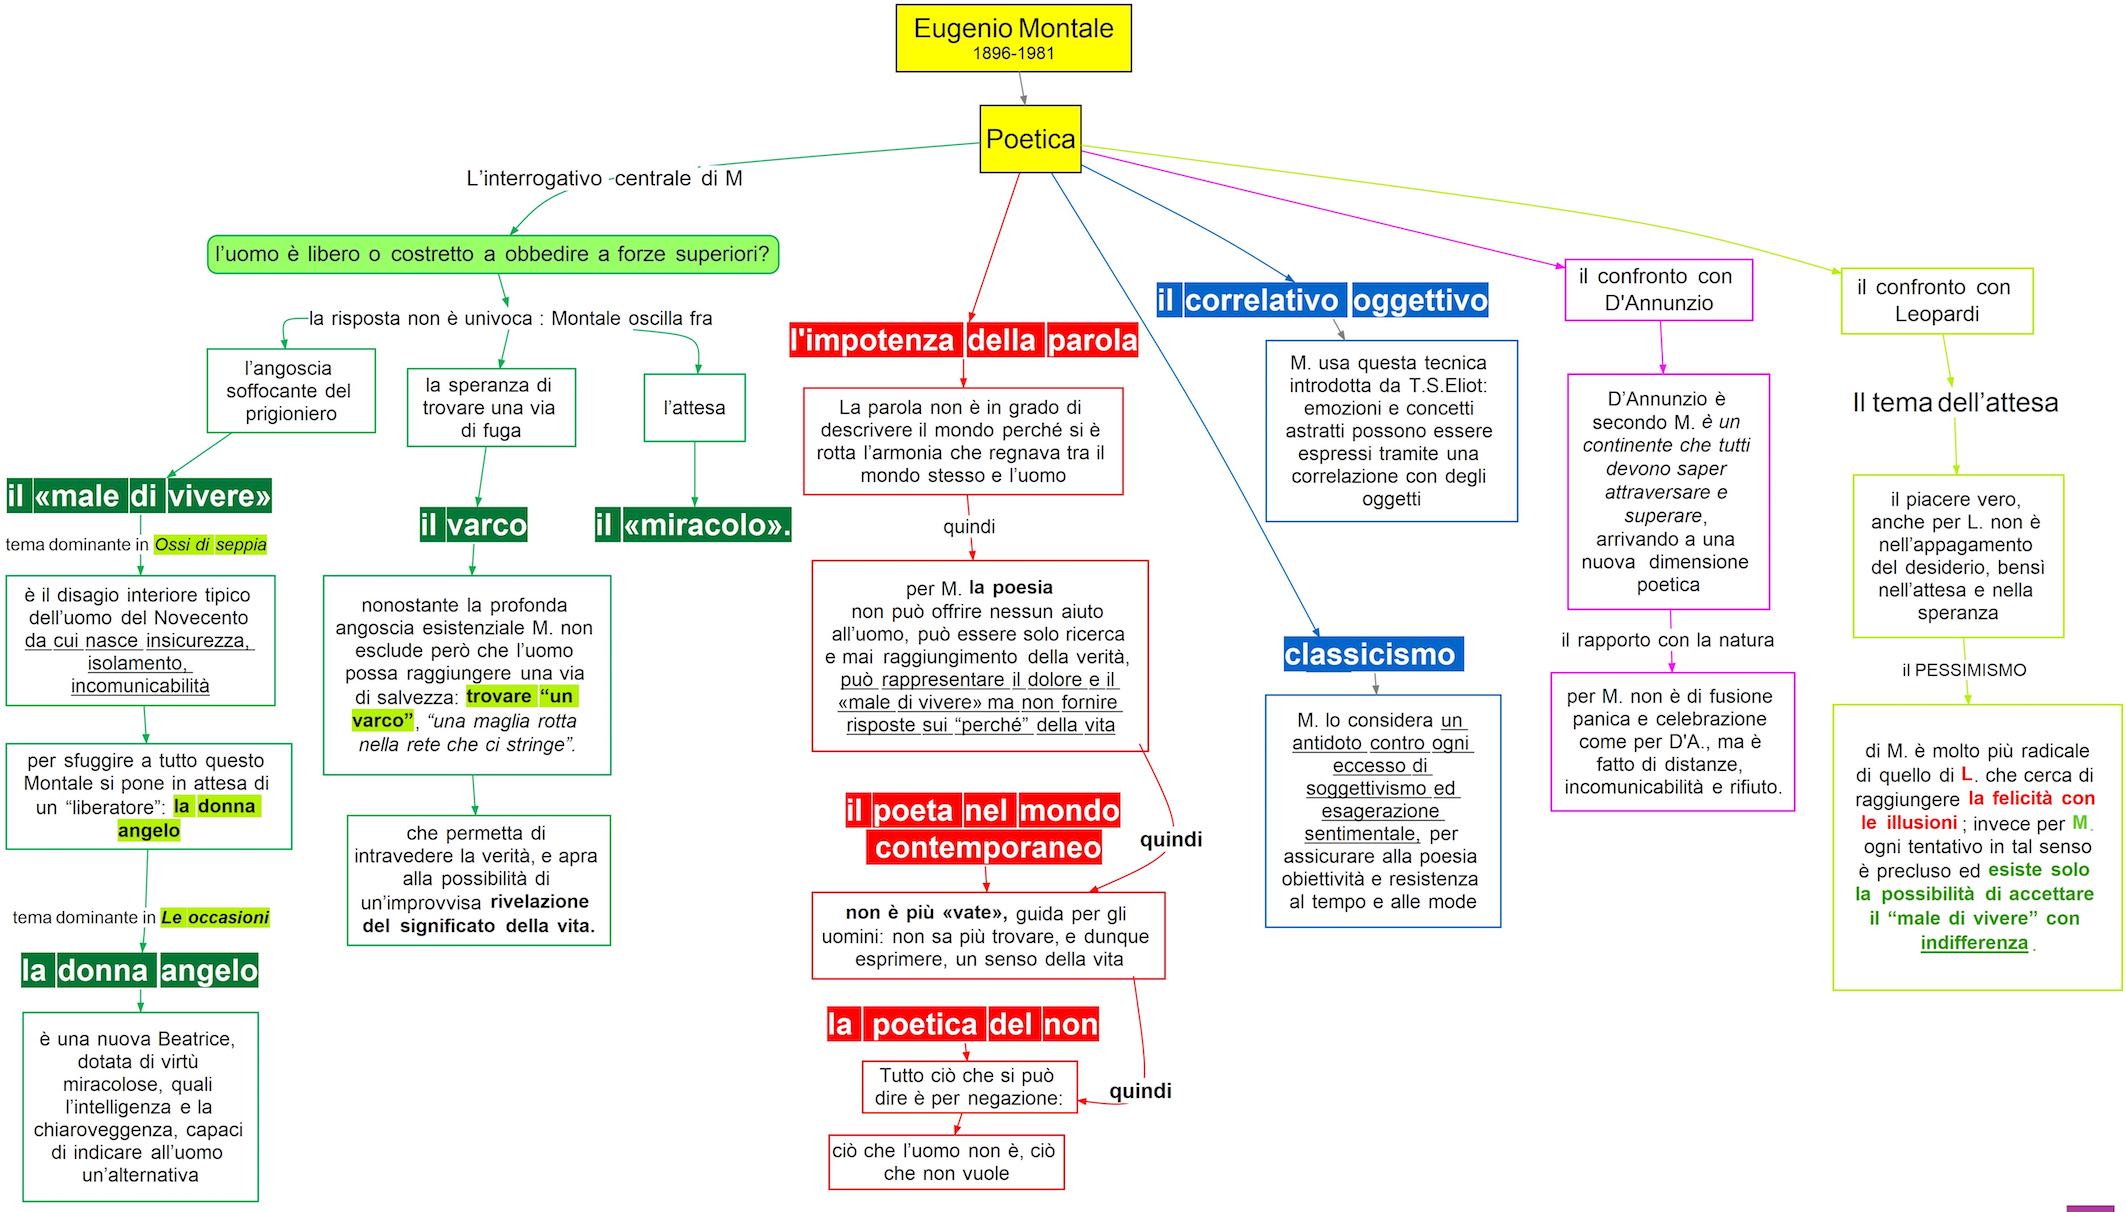 Eugenio Montale
1896-1981
Poetica
L'interrogativo centrale di M
l'uomo è libero o costretto a obbedire a forze superiori?
la risposta non è univoca : Montale oscilla fra
l'angoscia
soffocante del
prigioniero
il «male di vivere»
tema dominante in Ossi di seppia
è il disagio interiore tipico
dell'uomo del Novecento
da cui nasce insicurezza,
isolamento,
incomunicabilità
per sfuggire a tutto questo
Montale si pone in attesa di
un “liberatore”: la donna
angelo
tema dominante in Le occasioni
la donna angelo
è una nuova Beatrice,
dotata di virtù
miracolose, quali
l'intelligenza e la
chiaroveggenza, capaci
di indicare all'uomo
un'alternativa
la speranza di
trovare una via
di fuga
il varco
nonostante la profonda
angoscia esistenziale M. non
esclude però che l'uomo
possa raggiungere una via
di salvezza: trovare “un
varco”, “una maglia rotta
nella rete che ci stringe”.
che permetta di
intravedere la verità, e apra
alla possibilità di
un'improvvisa rivelazione
del significato della vita.
l'attesa
il «miracolo».
l'impotenza della parola
La parola non è in grado di
descrivere il mondo perché si è
rotta l'armonia che regnava tra il
mondo stesso e l'uomo
quindi
per M. la poesia
non può offrire nessun aiuto
all'uomo, può essere solo ricerca
e mai raggiungimento della verità,
può rappresentare il dolore e il
«male di vivere» ma non fornire
risposte sui “perché” della vita
quindi
il poeta nel mondo
contemporaneo
non è più «vate», guida per gli
uomini: non sa più trovare, e dunque
esprimere, un senso della vita
quindi
la poetica del non
Tutto ciò che si può
dire è per negazione:
ciò che l'uomo non è, ciò
che non vuole
il correlativo oggettivo
M. usa questa tecnica
introdotta da T.S.Eliot:
emozioni e concetti
astratti possono essere
espressi tramite una
correlazione con degli
oggetti
classicismo
M. lo considera un
antidoto contro ogni
eccesso di
soggettivismo ed
esagerazione
sentimentale, per
assicurare alla poesia
obiettività e resistenza
al tempo e alle mode
il confronto con
D'Annunzio
D'Annunzio è
secondo M. è un
continente che tutti
devono saper
attraversare e
superare,
arrivando a una
nuova dimensione
poetica
il rapporto con la natura
per M. non è di fusione
panica e celebrazione
come per D'A., ma è
fatto di distanze,
incomunicabilità e rifiuto.
il confronto con
Leopardi
Il tema dell'attesa
il piacere vero,
anche per L. non è
nell'appagamento
del desiderio, bensì
nell'attesa e nella
speranza
il PESSIMISMO
di M. è molto più radicale
di quello di L. che cerca di
raggiungere la felicità con
le illusioni ; invece per M.
ogni tentativo in tal senso
è precluso ed esiste solo
la possibilità di accettare
il “male di vivere” con
indifferenza .